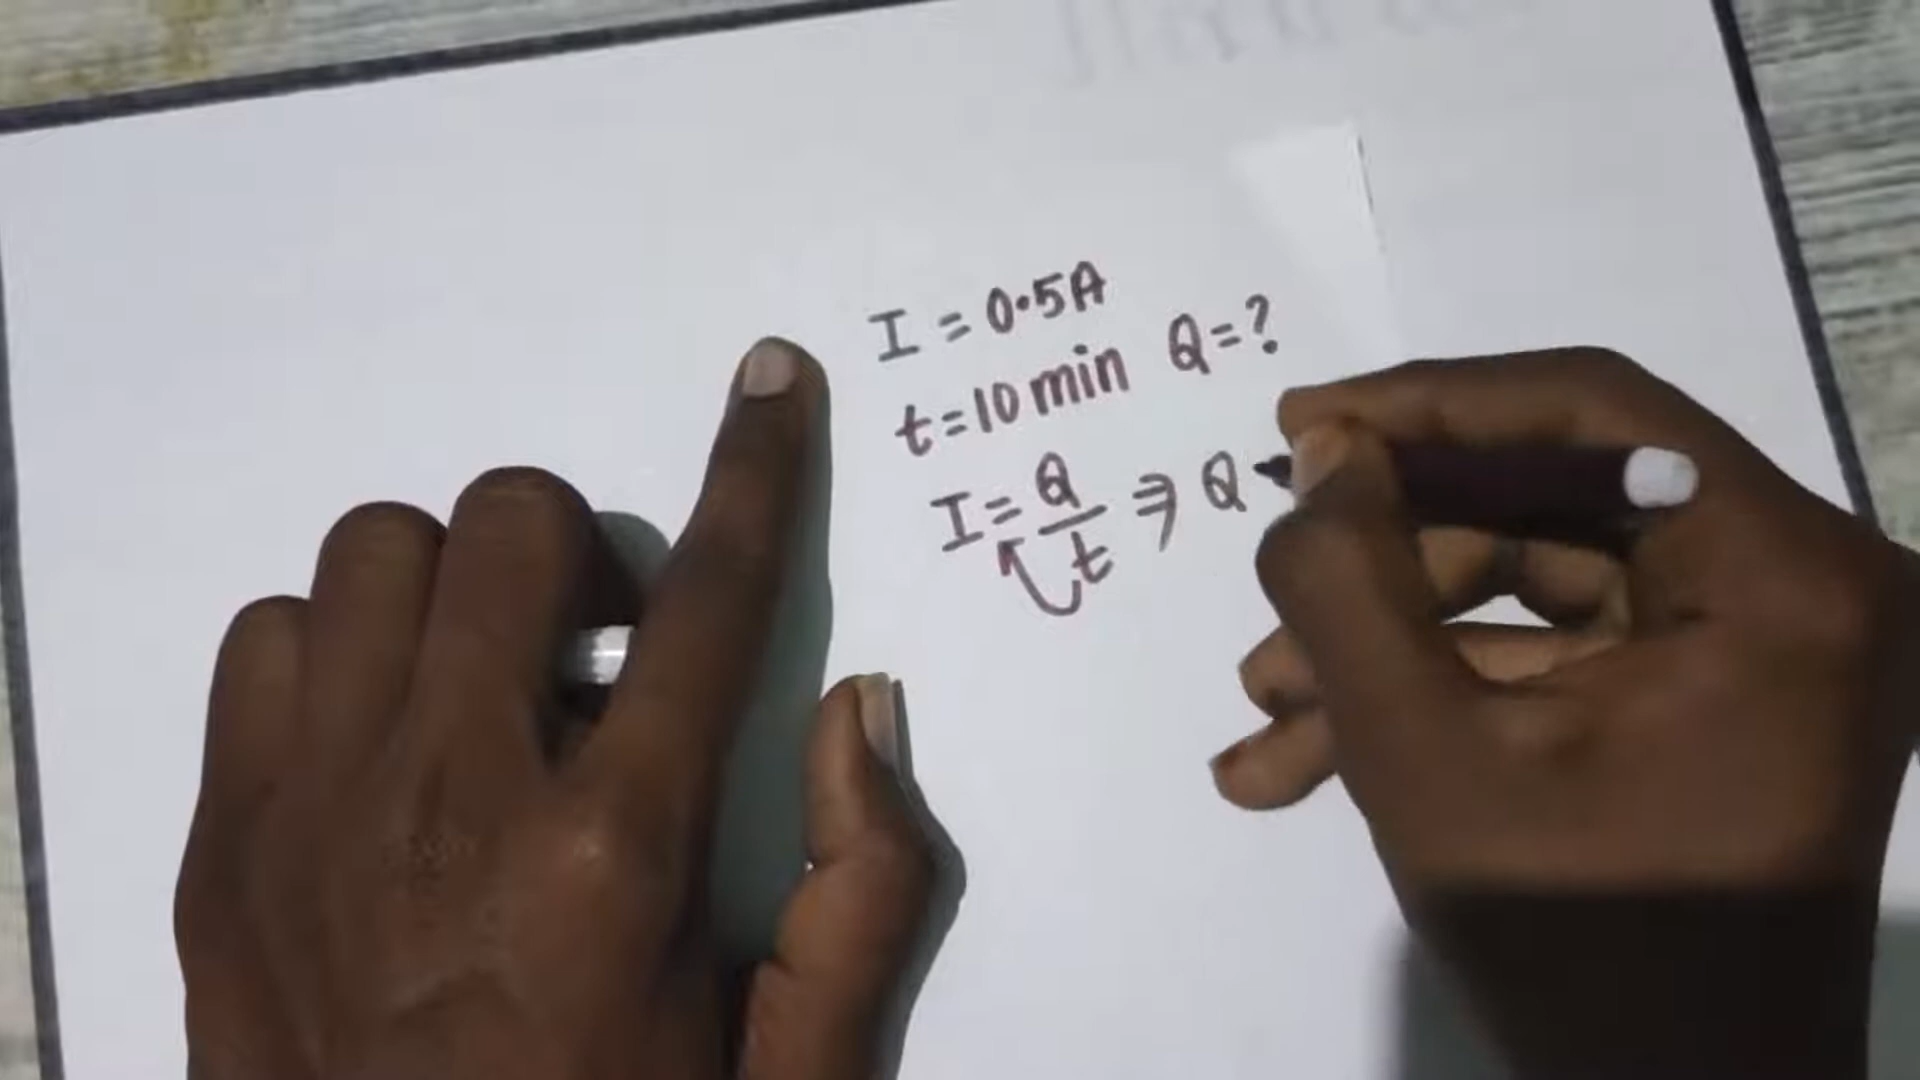 I = 0.5A
t=10 min Q=?
I=Q/t ⇒ Q